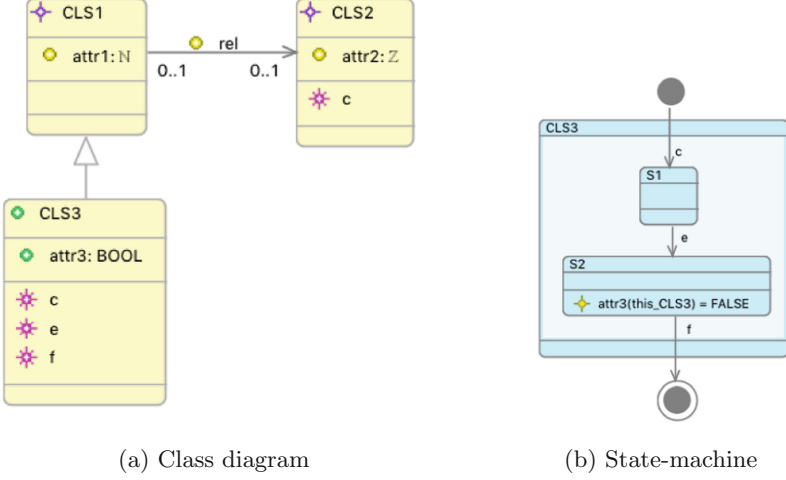 CLS1
attr1: ℕ
rel
0..1
0..1
CLS2
attr2: ℤ
c
CLS3
attr3: BOOL
c
e
f
(a) Class diagram
CLS3
c
S1
e
S2
attr3(this_CLS3) = FALSE
f
(b) State-machine